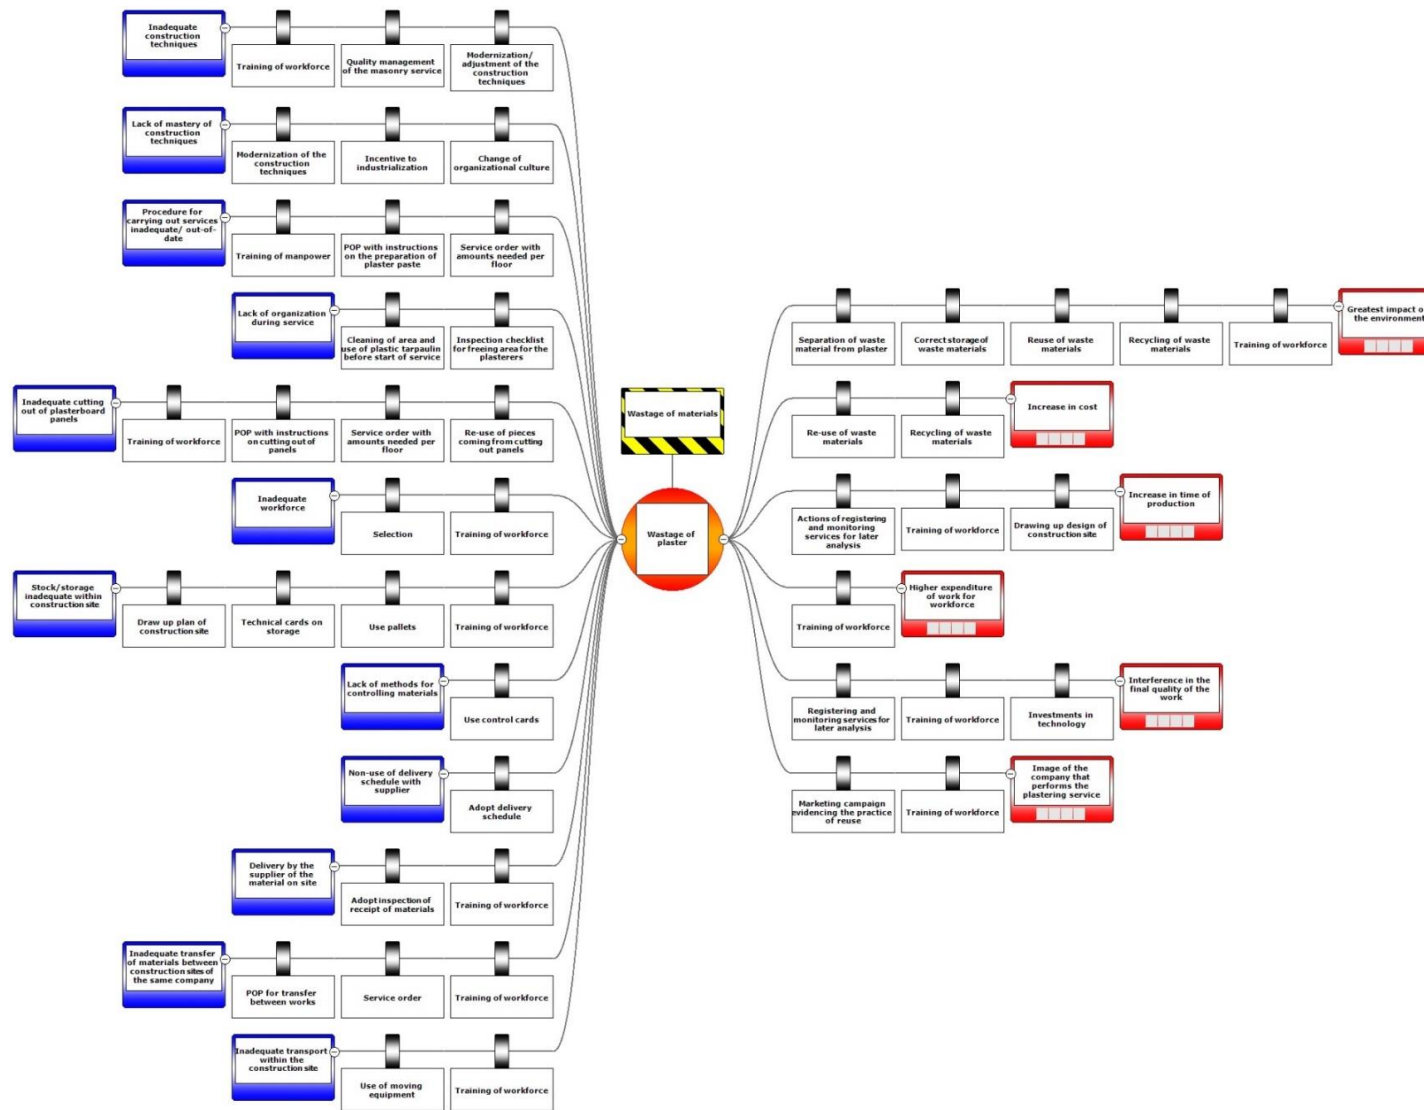 Inadequate
construction
techniques
Training of workforce
Quality management
of the masonry service
Modernization/
adjustment of the
construction
techniques
Lack of mastery of
construction
techniques
Modernization of the
construction
techniques
Incentive to
industrialization
Change of
organizational culture
Procedure for
carrying out services
inadequate/ out-of-
date
Training of manpower
POP with instructions
on the preparation of
plaster paste
Service order with
amounts needed per
floor
Lack of organization
during service
Cleaning of area and
use of plastic tarpaulin
before start of service
Inspection checklist
for freeing area for the
plasterers
Inadequate cutting
out of plasterboard
panels
Training of workforce
POP with instructions
on cutting out of
panels
Service order with
amounts needed per
floor
Re-use of pieces
coming from cutting
out panels
Inadequate
workforce
Selection
Training of workforce
Stock/storage
inadequate within
construction site
Draw up plan of
construction site
Technical cards on
storage
Use pallets
Training of workforce
Lack of methods for
controlling materials
Use control cards
Non-use of delivery
schedule with
supplier
Adopt delivery
schedule
Delivery by the
supplier of the
material on site
Adopt inspection of
receipt of materials
Training of workforce
Inadequate transfer
of materials between
construction sites of
the same company
POP for transfer
between works
Service order
Training of workforce
Inadequate transport
within the
construction site
Use of moving
equipment
Training of workforce
Wastage of materials
Wastage of
plaster
Separation of waste
material from plaster
Correct storage of
waste materials
Reuse of waste
materials
Recycling of waste
materials
Training of workforce
Greatest impact o
the environment
Re-use of waste
materials
Recycling of waste
materials
Increase in cost
Actions of registering
and monitoring
services for later
analysis
Training of workforce
Drawing up design of
construction site
Increase in time of
production
Training of workforce
Higher expenditure
of work for
workforce
Registering and
monitoring services for
later analysis
Training of workforce
Investments in
technology
Interference in the
final quality of the
work
Marketing campaign
evidencing the practice
of reuse
Training of workforce
Image of the
company that
performs the
plastering service